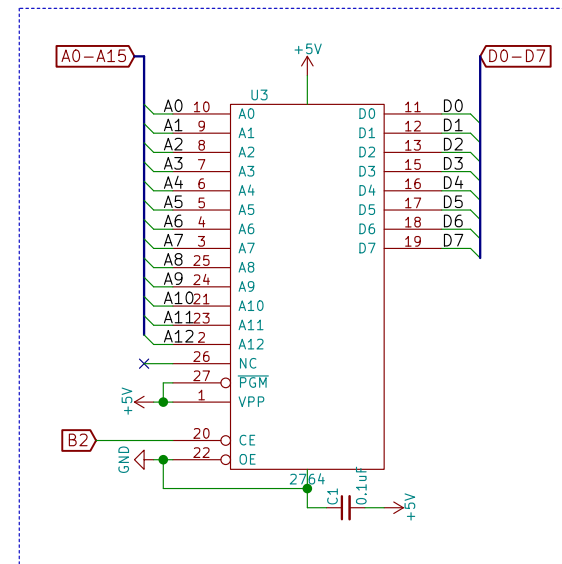 A0-A15
+5V
D0-D7
U3
A0 10 A0 D0 11 D0
A1 9 A1 D1 12 D1
A2 8 A2 D2 13 D2
A3 7 A3 D3 15 D3
A4 6 A4 D4 16 D4
A5 5 A5 D5 17 D5
A6 4 A6 D6 18 D6
A7 3 A7 D7 19 D7
A8 25 A8
A9 24 A9
A10 21 A10
A11 23 A11
A12 2 A12
26 NC
27 PGM
+5V 1 VPP
B2 20 CE
GND 22 OE
2764
C1 0.1uF
+5V